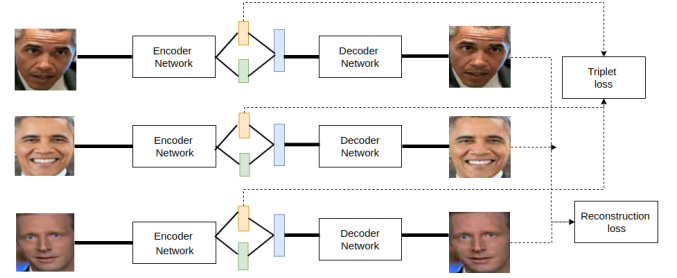 Encoder
Network
Decoder
Network
Triplet
loss
Encoder
Network
Decoder
Network
Encoder
Network
Decoder
Network
Reconstruction
loss